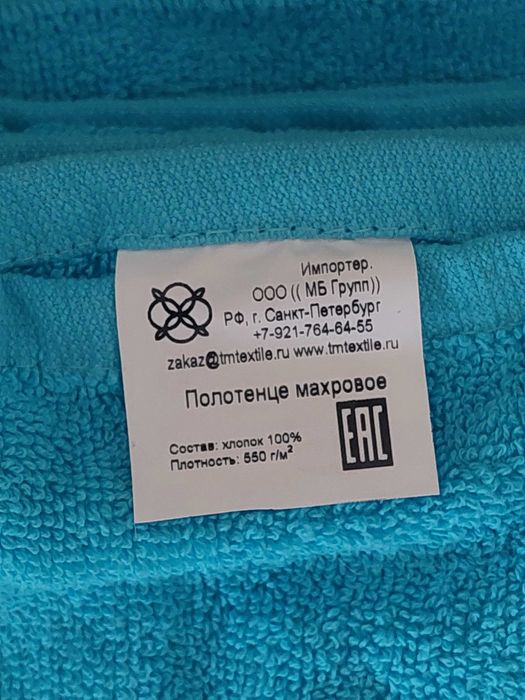 Импортер.
ООО (( МБ Групп))
РФ, г. Санкт-Петербург
+7-921-764-64-55
zakaz@tmtextile.ru www.tmtextile.ru
Полотенце махровое
Состав: хлопок 100%
Плотность: 550 г/м²
ЕАС